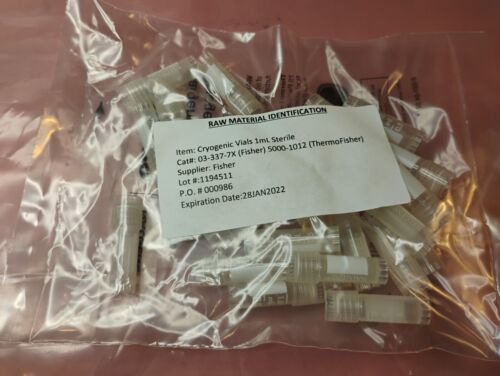 RAW MATERIAL IDENTIFICATION
Item: Cryogenic Vials 1mL Sterile
Cat#: 03-337-7X (Fisher) 5000-1012 (ThermoFisher)
Supplier: Fisher
Lot #:1194511
P.O. # 000986
Expiration Date:28JAN2022